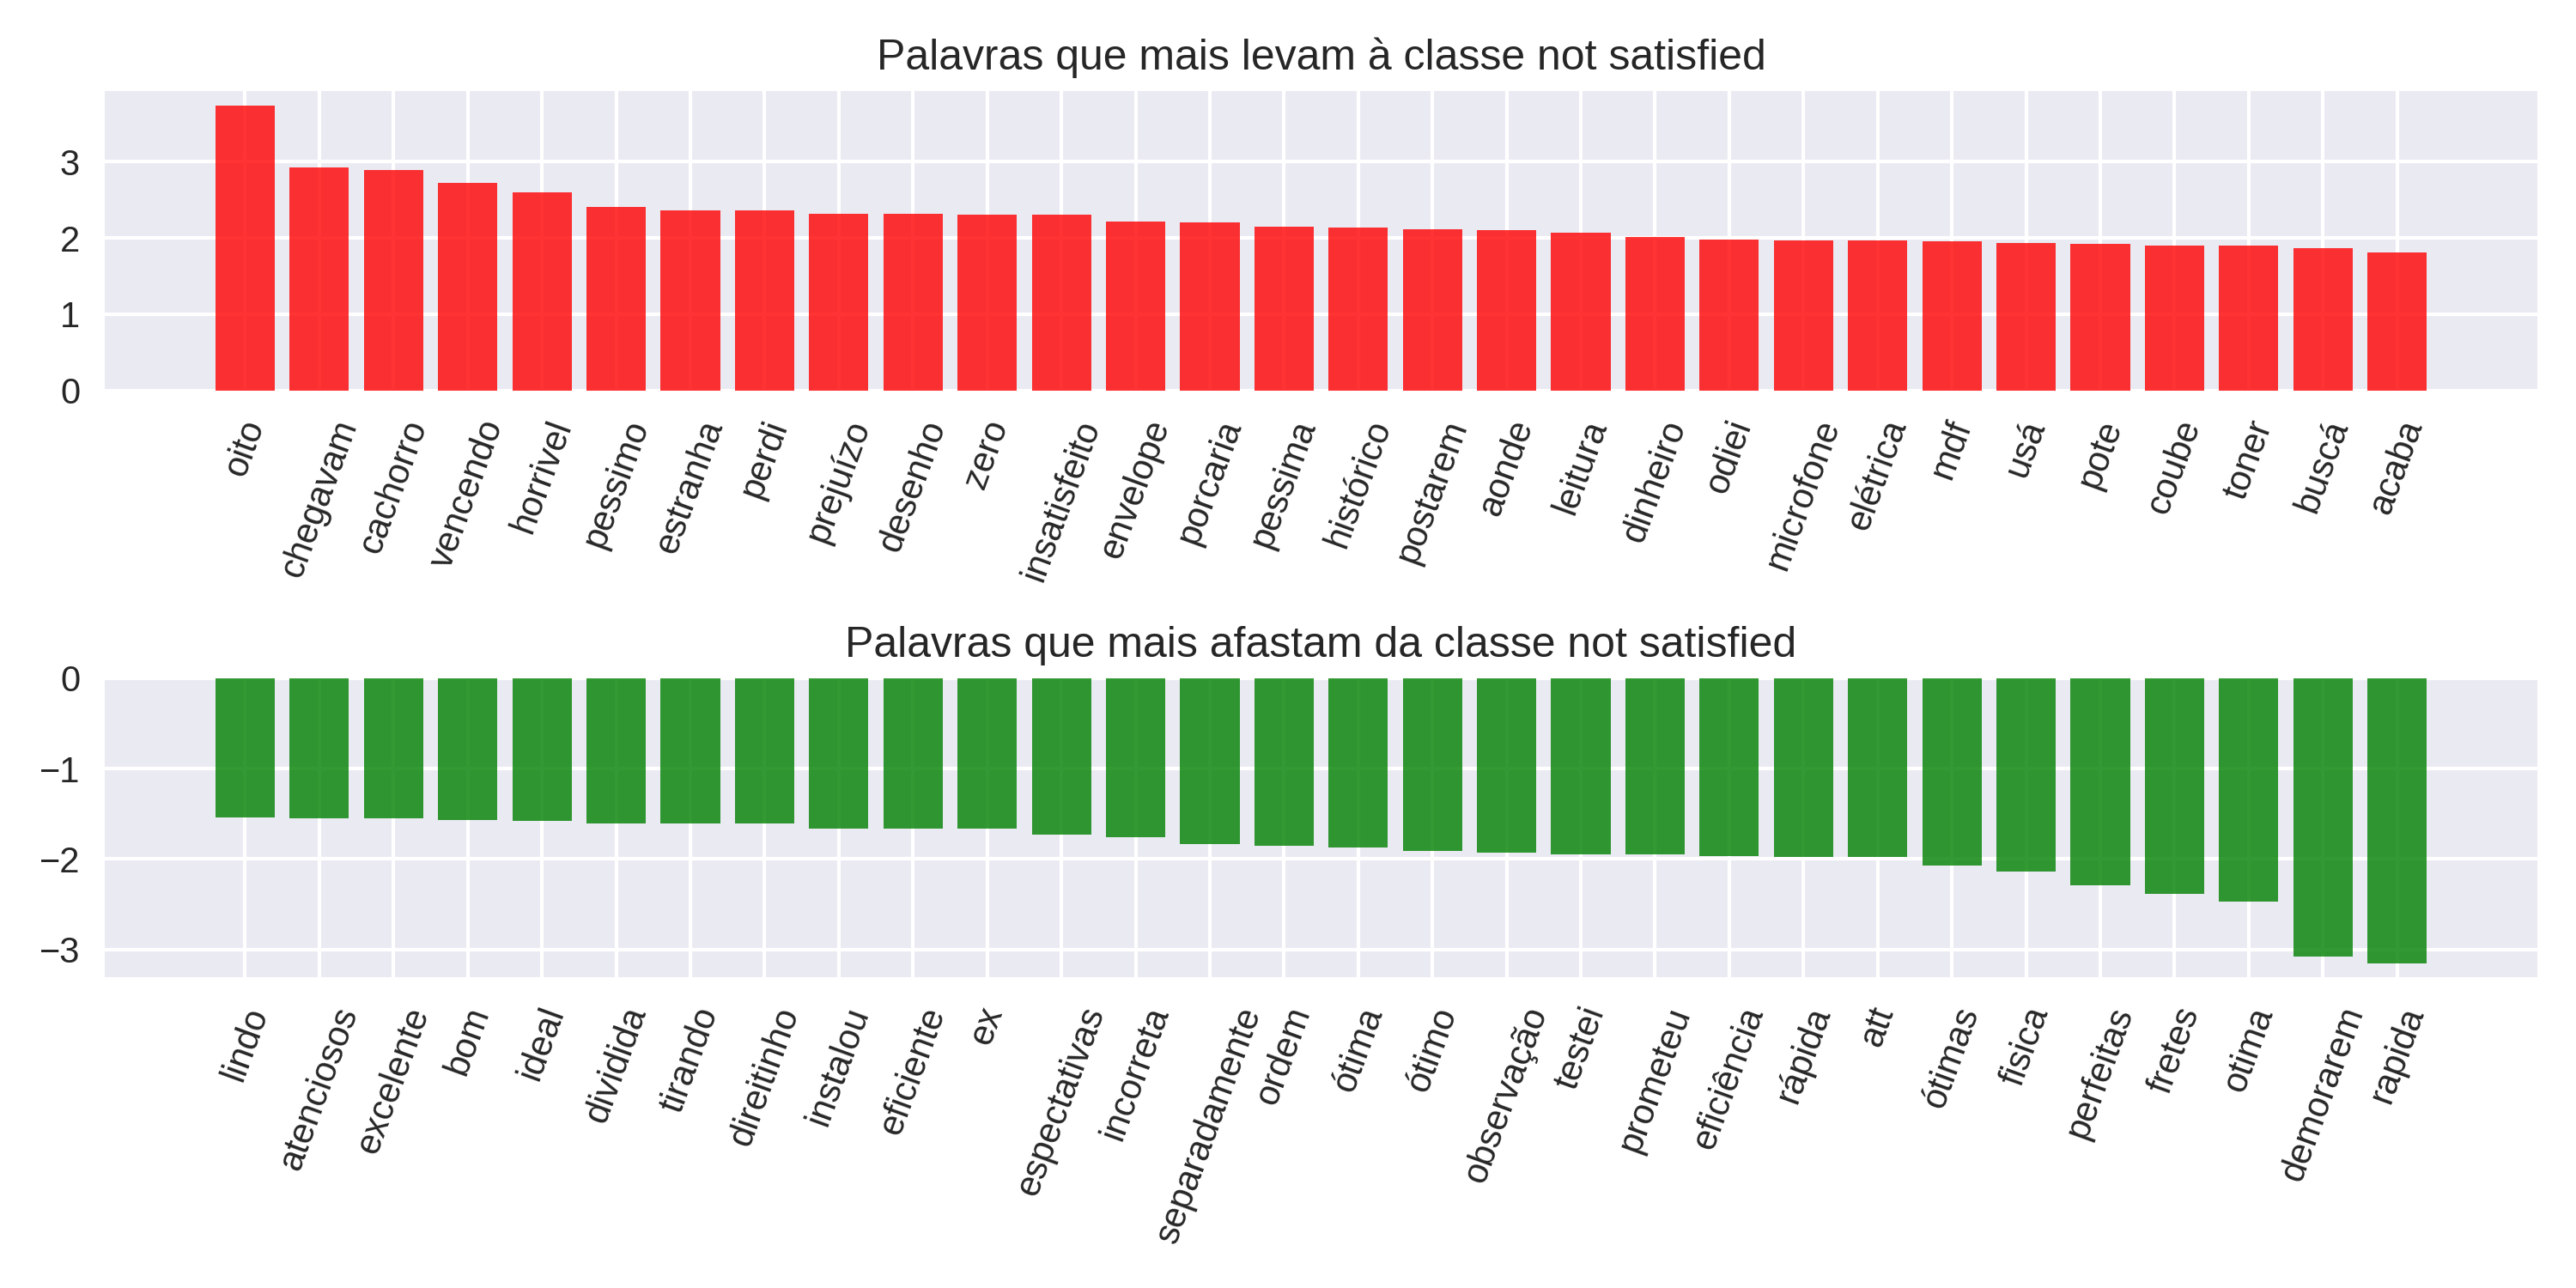 Palavras que mais levam à classe not satisfied
3
2
1
0
oito chegavam cachorro vencendo horrivel pessimo estranha perdi prejuízo desenho zero insatisfeito envelope porcaria pessima histórico postarem aonde leitura dinheiro odiei microfone elétrica mdf usá pote coube toner buscá acaba
Palavras que mais afastam da classe not satisfied
0
−1
−2
−3
lindo atenciosos excelente bom ideal dividida tirando direitinho instalou eficiente ex espectativas incorreta separadamente ordem ótima ótimo observação testei prometeu eficiência rápida att ótimas fisica perfeitas fretes otima demorarem rapida